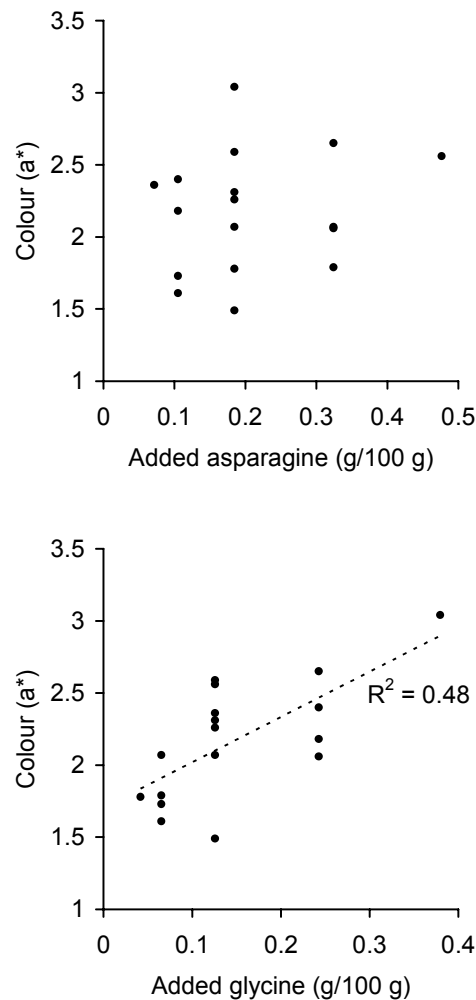 3.5
3
2.5
2
1.5
1
Colour (a*)
0 0.1 0.2 0.3 0.4 0.5
Added asparagine (g/100 g)
3.5
3
2.5
2
1.5
1
Colour (a*)
R² = 0.48
0 0.1 0.2 0.3 0.4
Added glycine (g/100 g)